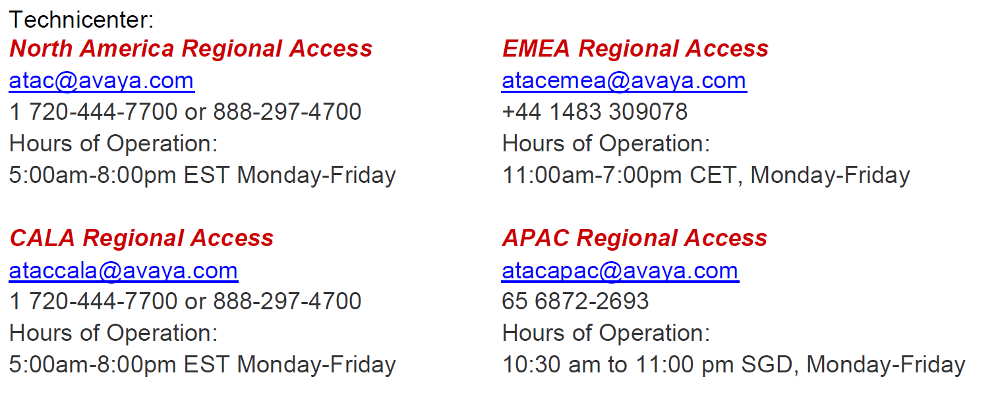 Technicenter:
North America Regional Access
atac@avaya.com
1 720-444-7700 or 888-297-4700
Hours of Operation:
5:00am-8:00pm EST Monday-Friday
EMEA Regional Access
atacemea@avaya.com
+44 1483 309078
Hours of Operation:
11:00am-7:00pm CET, Monday-Friday
CALA Regional Access
ataccala@avaya.com
1 720-444-7700 or 888-297-4700
Hours of Operation:
5:00am-8:00pm EST Monday-Friday
APAC Regional Access
atacapac@avaya.com
65 6872-2693
Hours of Operation:
10:30 am to 11:00 pm SGD, Monday-Friday